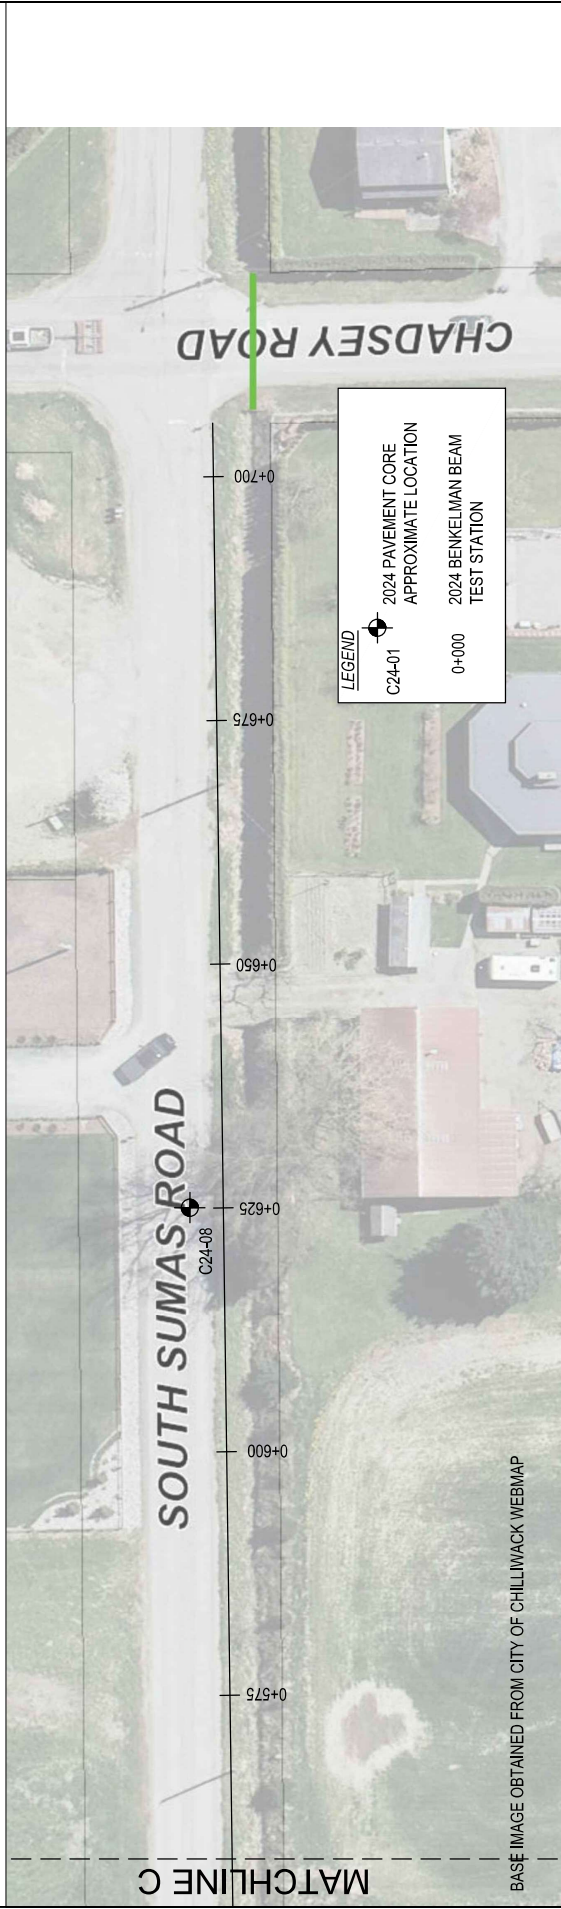 CHADSEY ROAD
0+700
0+675
0+650
0+625
0+600
0+575
SOUTH SUMAS ROAD
C24-08
LEGEND
C24-01
2024 PAVEMENT CORE
APPROXIMATE LOCATION
0+000
2024 BENKELMAN BEAM
TEST STATION
MATCHLINE C
BASE IMAGE OBTAINED FROM CITY OF CHILLIWACK WEBMAP